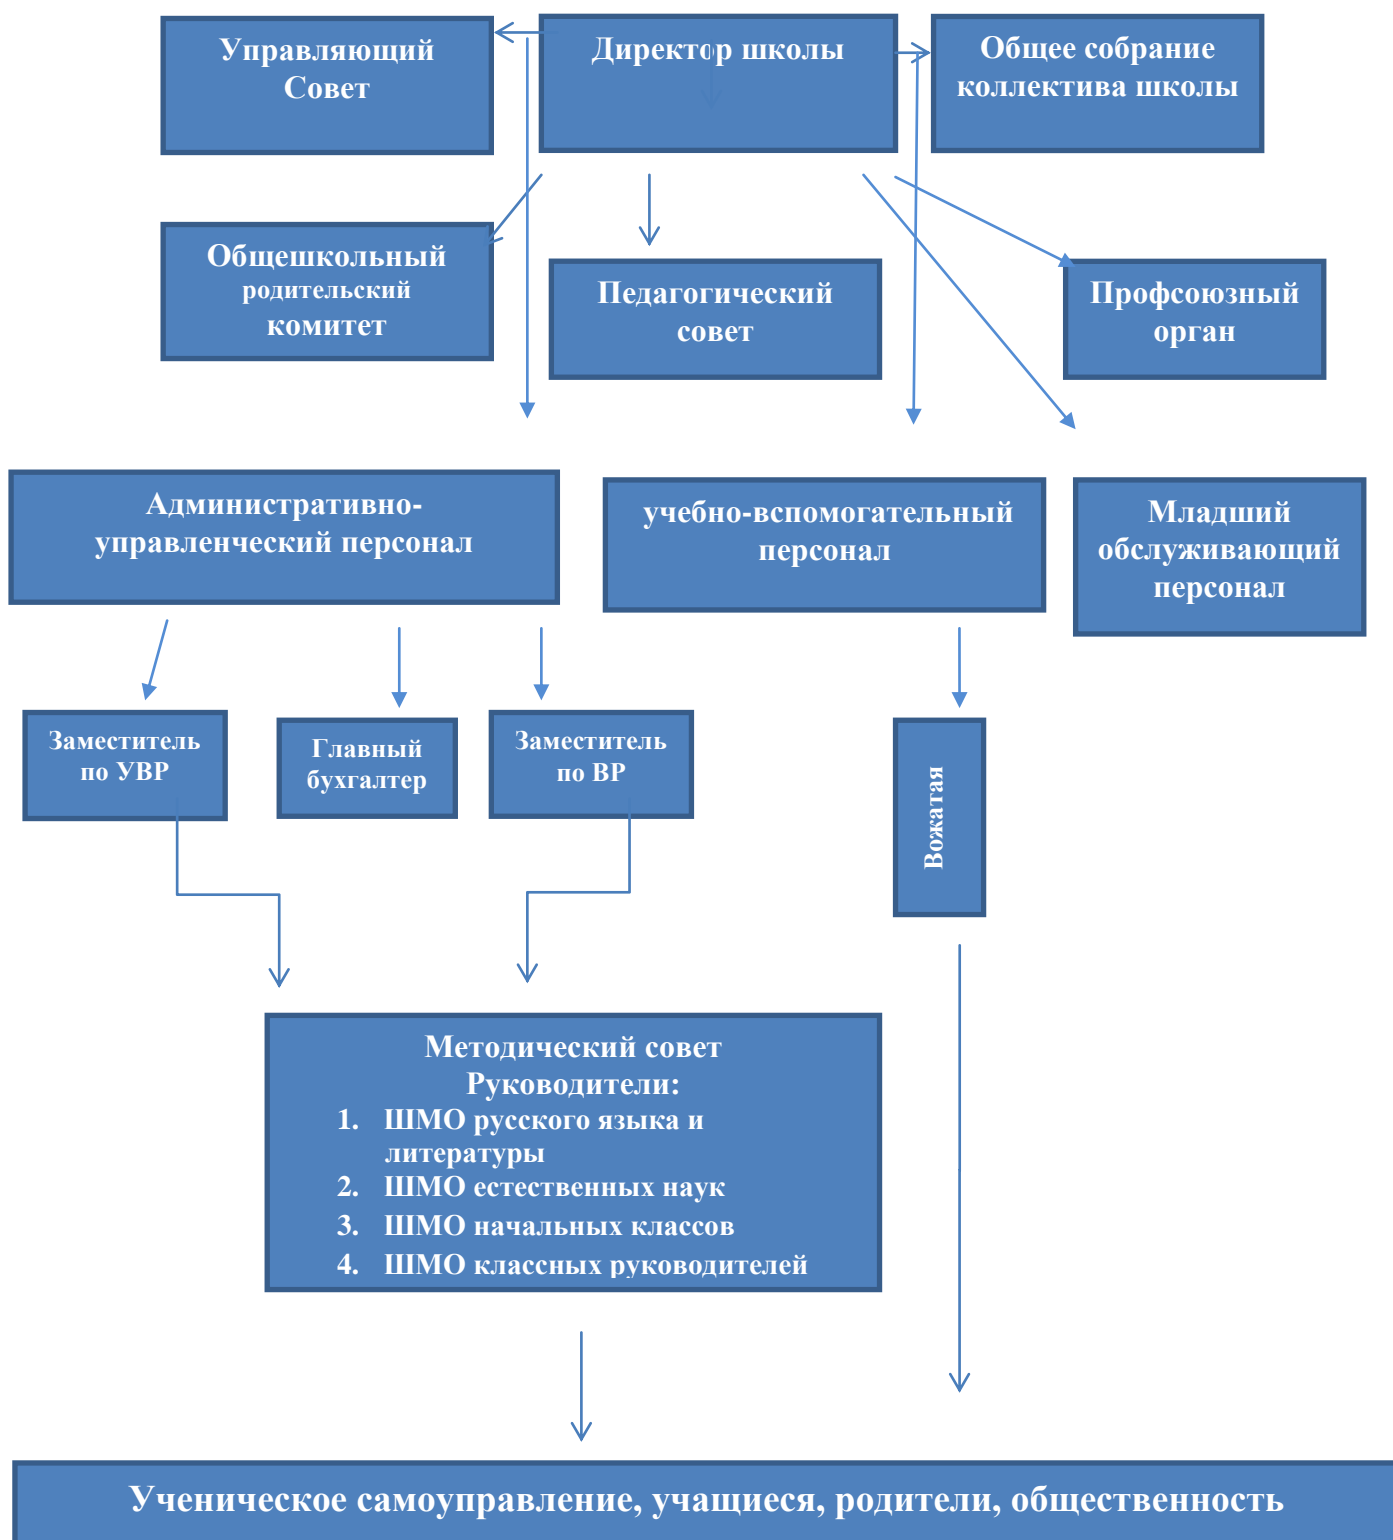 Управляющий
Совет
Директор школы
Общее собрание
коллектива школы
Общешкольный
родительский
комитет
Педагогический
совет
Профсоюзный
орган
Административно-
управленческий персонал
учебно-вспомогательный
персонал
Младший
обслуживающий
персонал
Заместитель
по УВР
Главный
бухгалтер
Заместитель
по ВР
Вожатая
Методический совет
Руководители:
1. ШМО русского языка и
литературы
2. ШМО естественных наук
3. ШМО начальных классов
4. ШМО классных руководителей
Ученическое самоуправление, учащиеся, родители, общественность